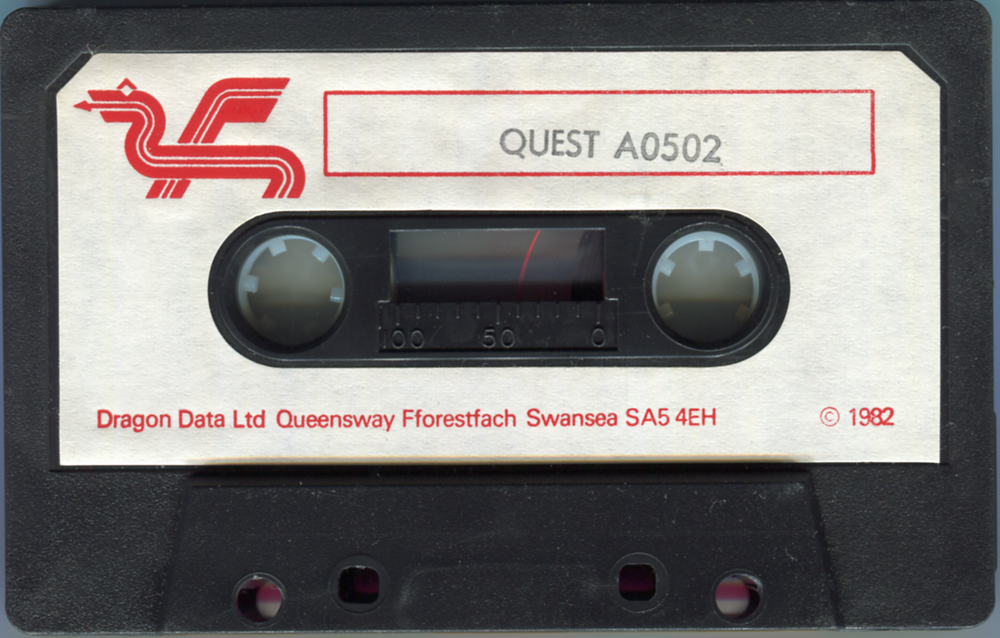 QUEST A0502
100 50 0
Dragon Data Ltd Queensway Fforestfach Swansea SA5 4EH © 1982